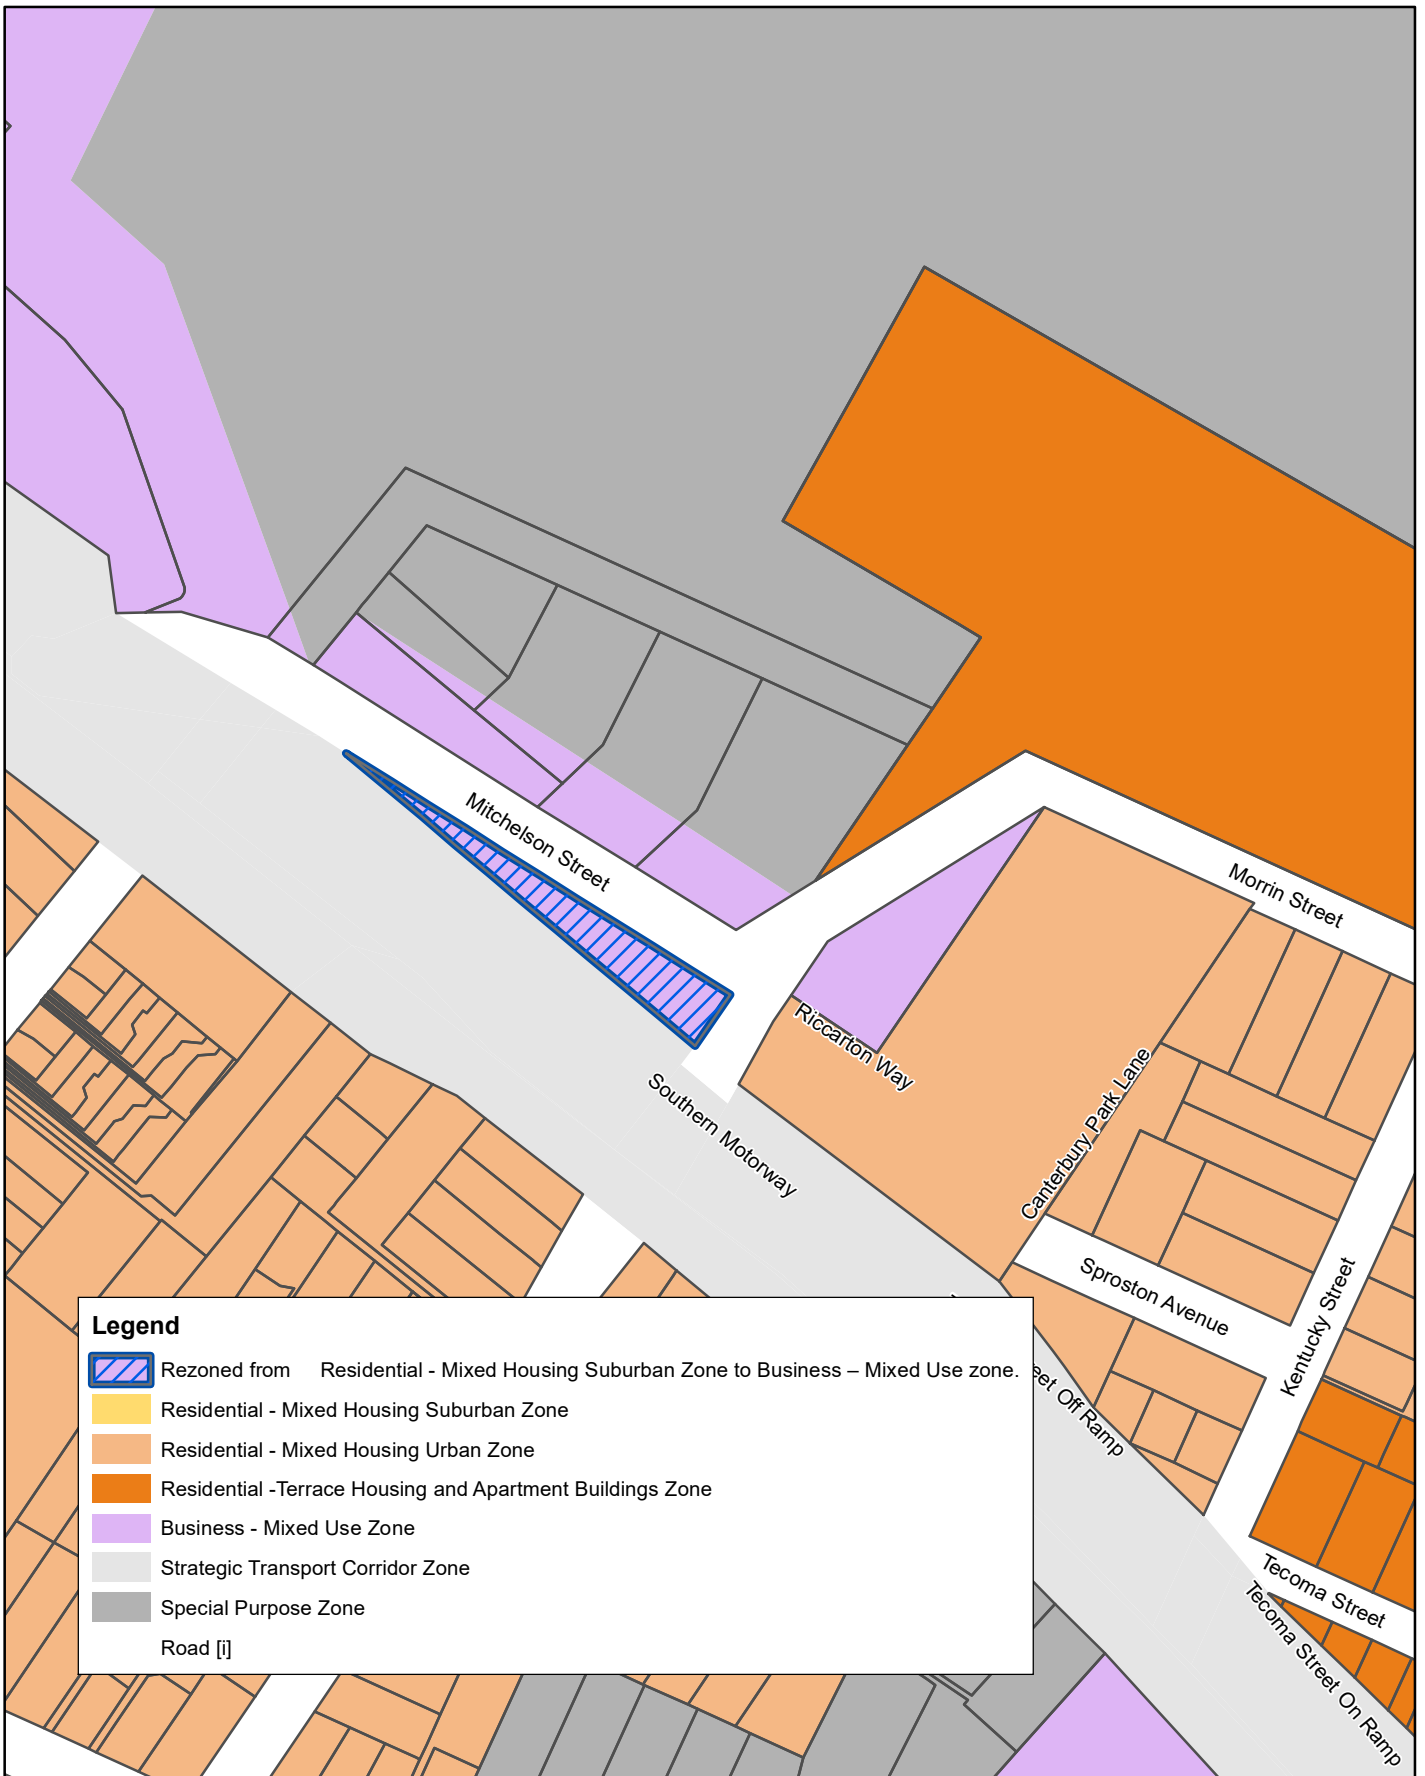 Mitchelson Street
Morrin Street
Riccarton Way
Canterbury Park Lane
Southern Motorway
Sproston Avenue
Kentucky Street
Off Ramp
Tecoma Street
Tecoma Street On Ramp
Legend
Rezoned from Residential - Mixed Housing Suburban Zone to Business – Mixed Use zone.
Residential - Mixed Housing Suburban Zone
Residential - Mixed Housing Urban Zone
Residential -Terrace Housing and Apartment Buildings Zone
Business - Mixed Use Zone
Strategic Transport Corridor Zone
Special Purpose Zone
Road [i]